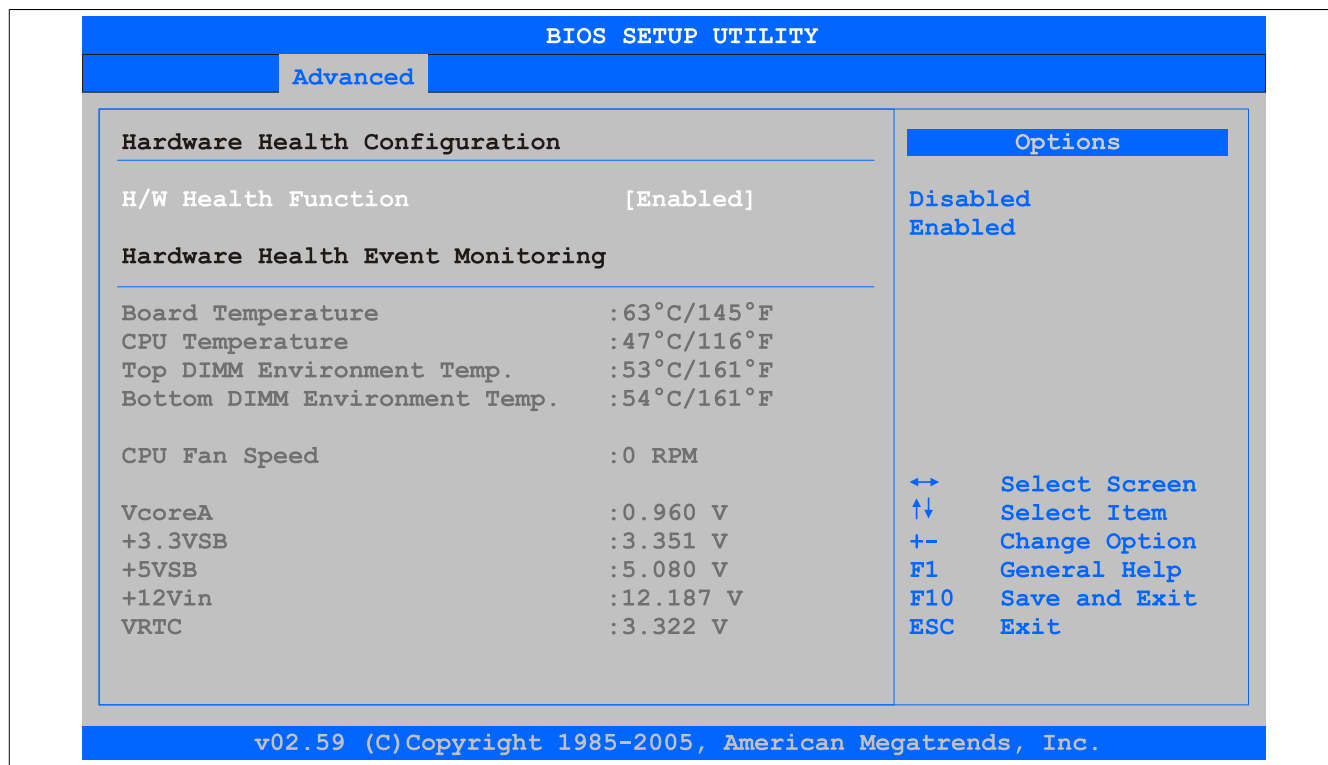 BIOS SETUP UTILITY
Advanced
Hardware Health Configuration
H/W Health Function [Enabled]
Hardware Health Event Monitoring
Board Temperature :63°C/145°F
CPU Temperature :47°C/116°F
Top DIMM Environment Temp. :53°C/161°F
Bottom DIMM Environment Temp. :54°C/161°F
CPU Fan Speed :0 RPM
VcoreA :0.960 V
+3.3VSB :3.351 V
+5VSB :5.080 V
+12Vin :12.187 V
VRTC :3.322 V
Options
Disabled
Enabled
↔ Select Screen
↑↓ Select Item
+- Change Option
F1 General Help
F10 Save and Exit
ESC Exit
v02.59 (C)Copyright 1985-2005, American Megatrends, Inc.